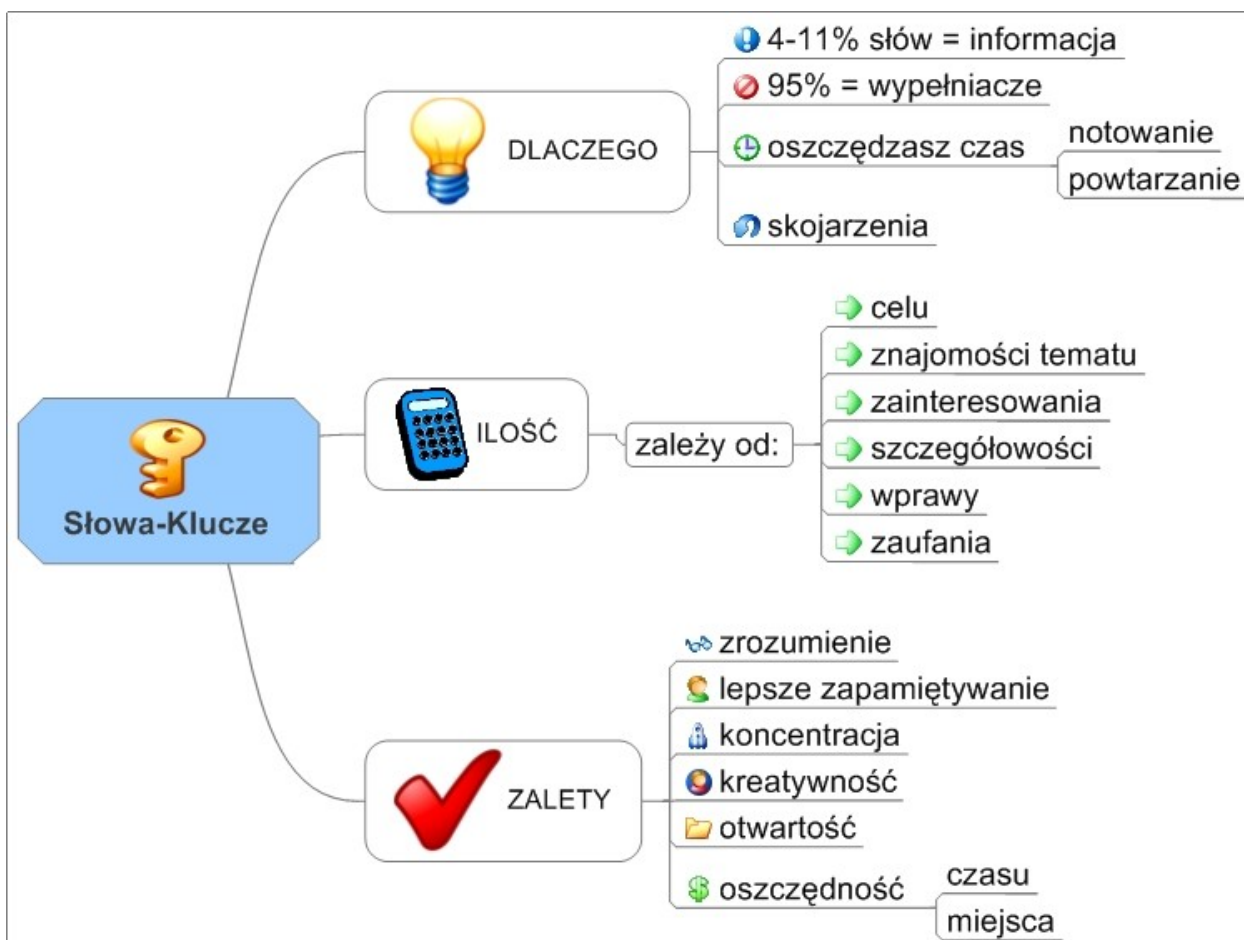 Słowa-Klucze
DLACZEGO
4-11% słów = informacja
95% = wypełniacze
oszczędzasz czas
notowanie
powtarzanie
skojarzenia
ILOŚĆ
zależy od:
celu
znajomości tematu
zainteresowania
szczegółowości
wprawy
zaufania
ZALETY
zrozumienie
lepsze zapamiętywanie
koncentracja
kreatywność
otwartość
oszczędność
czasu
miejsca